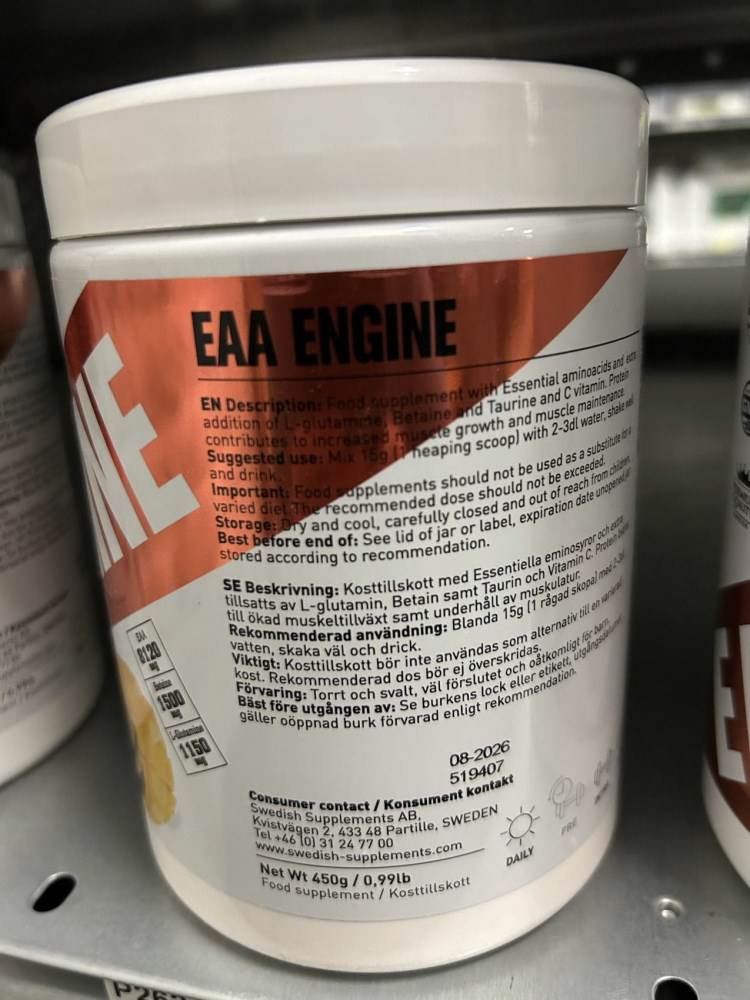 EAA ENGINE
EN Description: Food supplement with Essential aminoacids and extra
addition of L-glutamine, Betaine and Taurine and C vitamin. Protein
contributes to increased muscle growth and muscle maintenance.
Suggested use: Mix 15g (1 heaping scoop) with 2-3dl water, shake well
and drink.
Important: Food supplements should not be used as a substitute for a
varied diet. The recommended dose should not be exceeded.
Storage: Dry and cool, carefully closed and out of reach from children.
Best before end of: See lid of jar or label, expiration date unopened jar
stored according to recommendation.
SE Beskrivning: Kosttillskott med Essentiella eminosyror och extra
tillsatts av L-glutamin, Betain samt Taurin och Vitamin C. Protein bidrar
till ökad muskeltillväxt samt underhåll av muskulatur.
Rekommenderad användning: Blanda 15g (1 rågad skopa) med 2-3dl
vatten, skaka väl och drick.
Viktigt: Kosttillskott bör inte användas som alternativ till en varierad
kost. Rekommenderad dos bör ej överskridas.
Förvaring: Torrt och svalt, väl förslutet och oåtkomligt för barn.
Bäst före utgången av: Se burkens lock eller etikett, utgångsdatum
gäller oöppnad burk förvarad enligt rekommendation.
NE
EAA
8120
mg
Betaine
1500
mg
L-Glutamine
1150
mg
08-2026
519407
Consumer contact / Konsument kontakt
Swedish Supplements AB,
Kvistvägen 2, 433 48 Partille, SWEDEN
Tel +46 (0) 31 24 77 00
www.swedish-supplements.com
Net Wt 450g / 0,99lb
Food supplement / Kosttillskott
DAILY
PRE